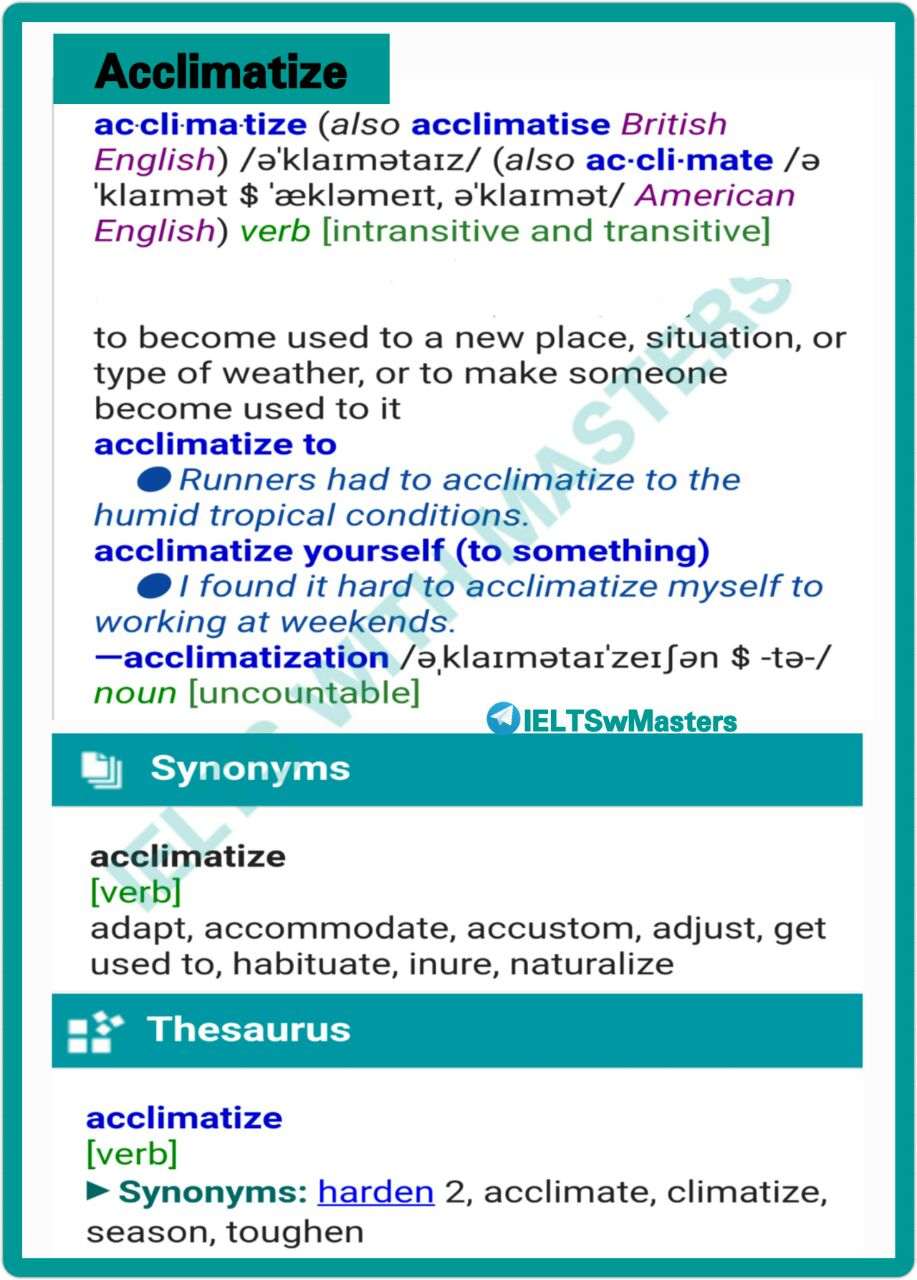 Acclimatize
ac·cli·ma·tize (also acclimatise British
English) /əˈklaɪmətaɪz/ (also ac·cli·mate /ə
ˈklaɪmət $ ˈækləmeɪt, əˈklaɪmət/ American
English) verb [intransitive and transitive]
to become used to a new place, situation, or
type of weather, or to make someone
become used to it
acclimatize to
Runners had to acclimatize to the
humid tropical conditions.
acclimatize yourself (to something)
I found it hard to acclimatize myself to
working at weekends.
—acclimatization /əˌklaɪmətaɪˈzeɪʃən $ -tə-/
noun [uncountable]
IELTSwMasters
IELTS WITH MASTERS
Synonyms
acclimatize
[verb]
adapt, accommodate, accustom, adjust, get
used to, habituate, inure, naturalize
Thesaurus
acclimatize
[verb]
► Synonyms: harden 2, acclimate, climatize,
season, toughen